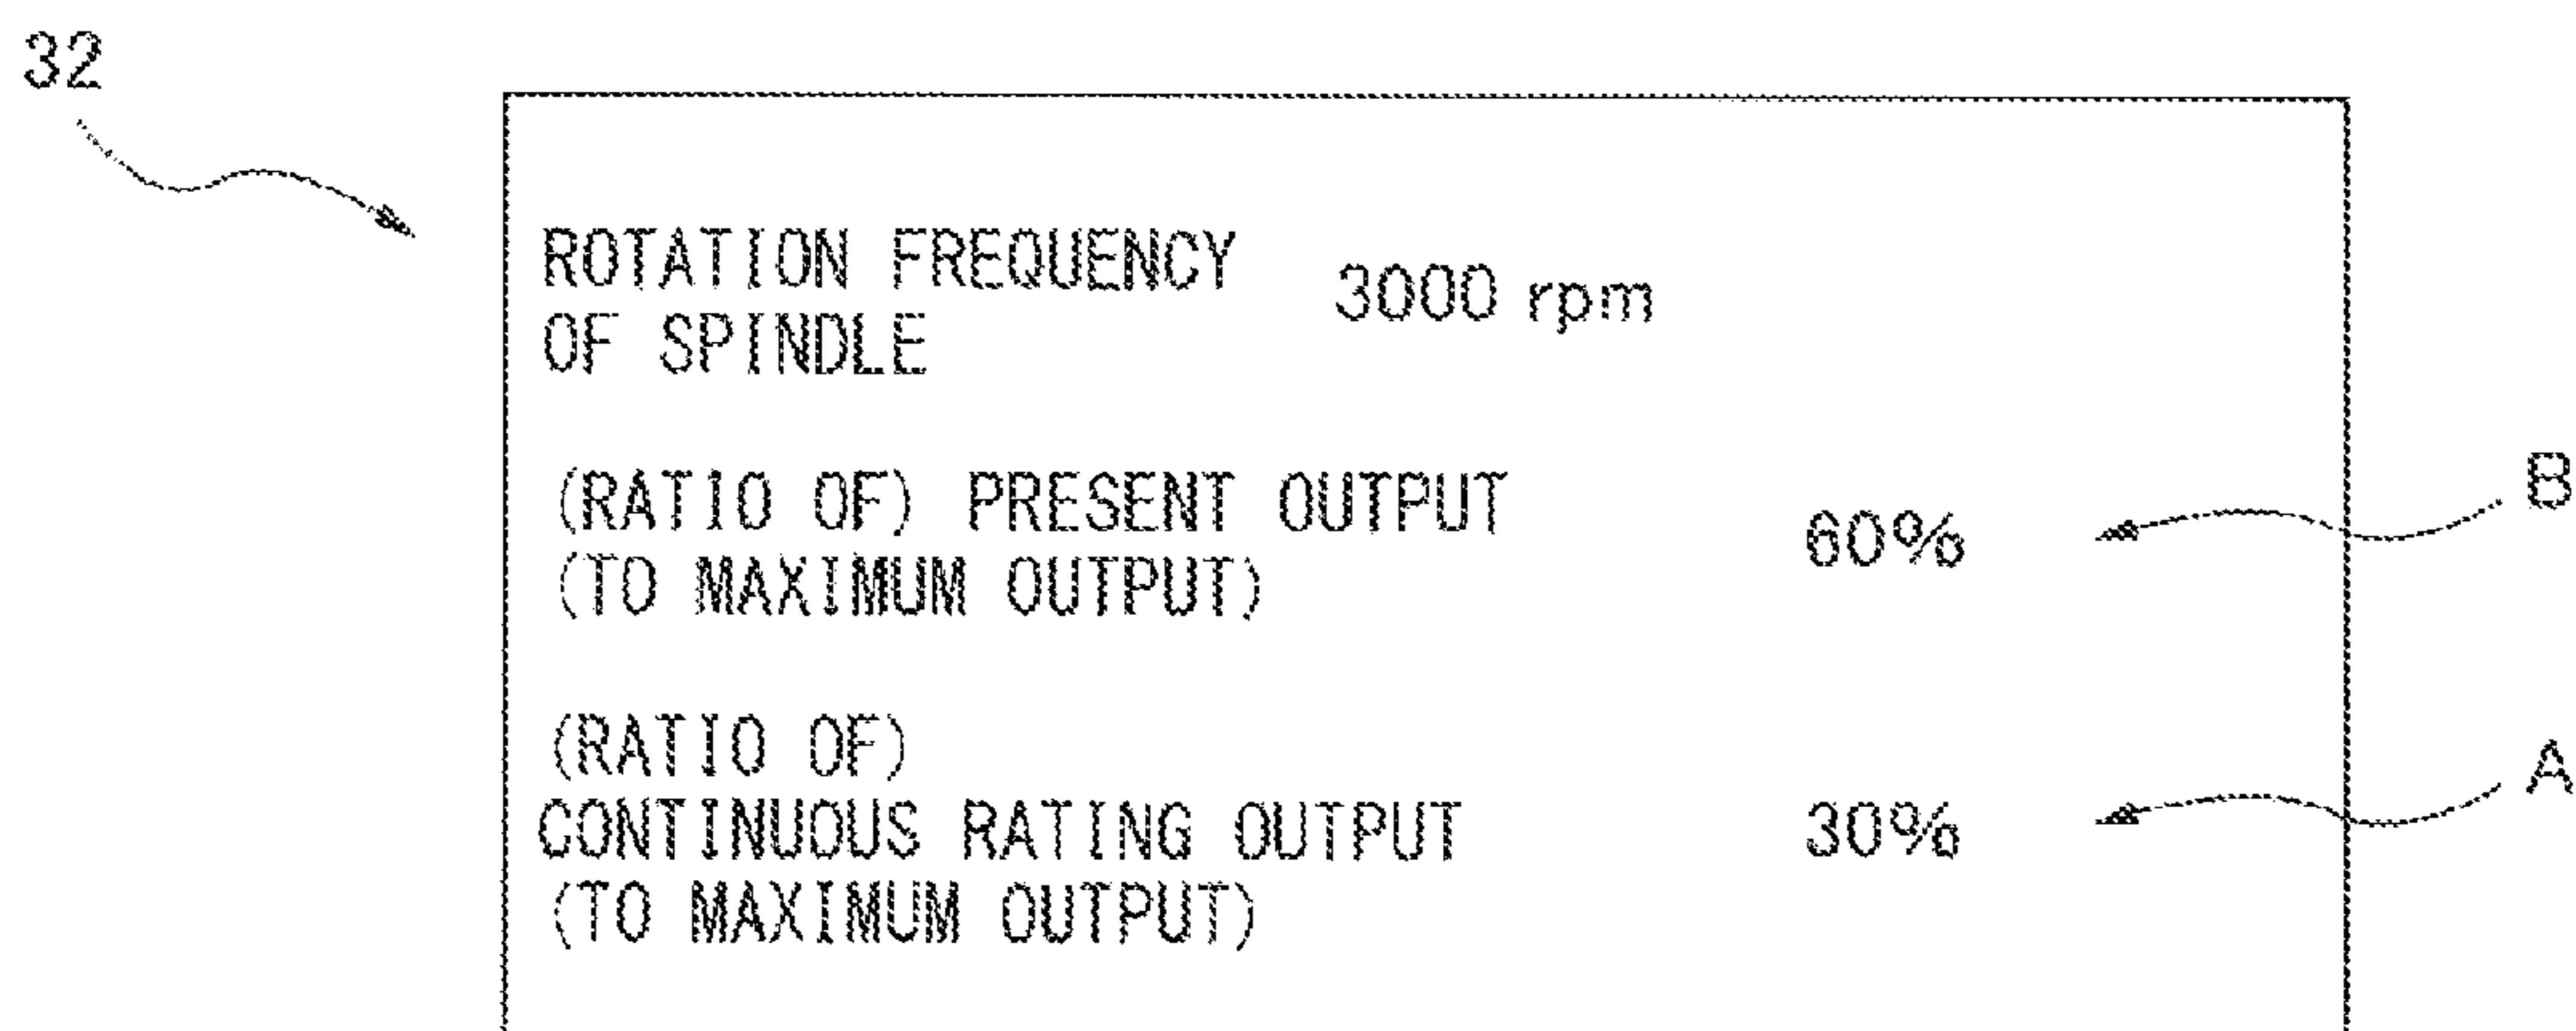 32
ROTATION FREQUENCY
OF SPINDLE
3000 rpm
(RATIO OF) PRESENT OUTPUT
(TO MAXIMUM OUTPUT)
60%
B
(RATIO OF)
CONTINUOUS RATING OUTPUT
(TO MAXIMUM OUTPUT)
30%
A